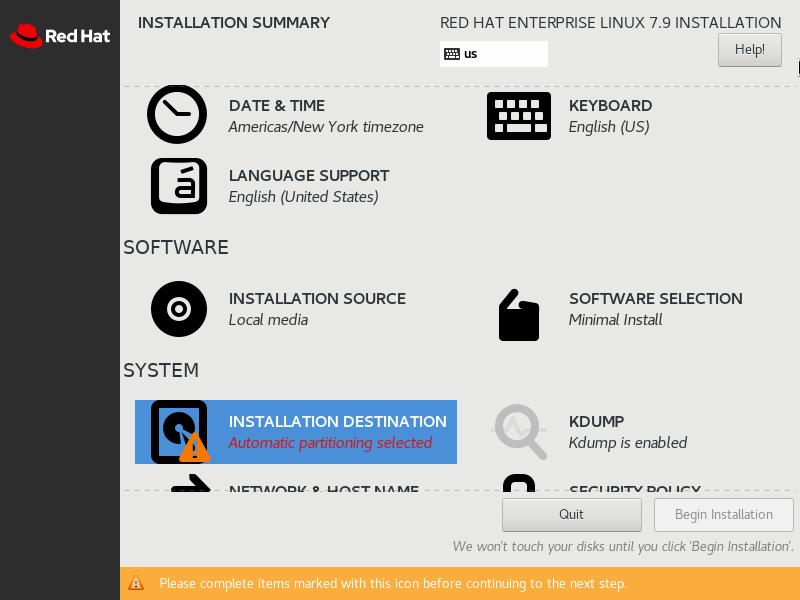 Red Hat
INSTALLATION SUMMARY
RED HAT ENTERPRISE LINUX 7.9 INSTALLATION
us
Help!
DATE & TIME
Americas/New York timezone
KEYBOARD
English (US)
LANGUAGE SUPPORT
English (United States)
SOFTWARE
INSTALLATION SOURCE
Local media
SOFTWARE SELECTION
Minimal Install
SYSTEM
INSTALLATION DESTINATION
Automatic partitioning selected
KDUMP
Kdump is enabled
NETWORK & HOST NAME
SECURITY POLICY
Quit
Begin Installation
We won't touch your disks until you click 'Begin Installation'.
Please complete items marked with this icon before continuing to the next step.